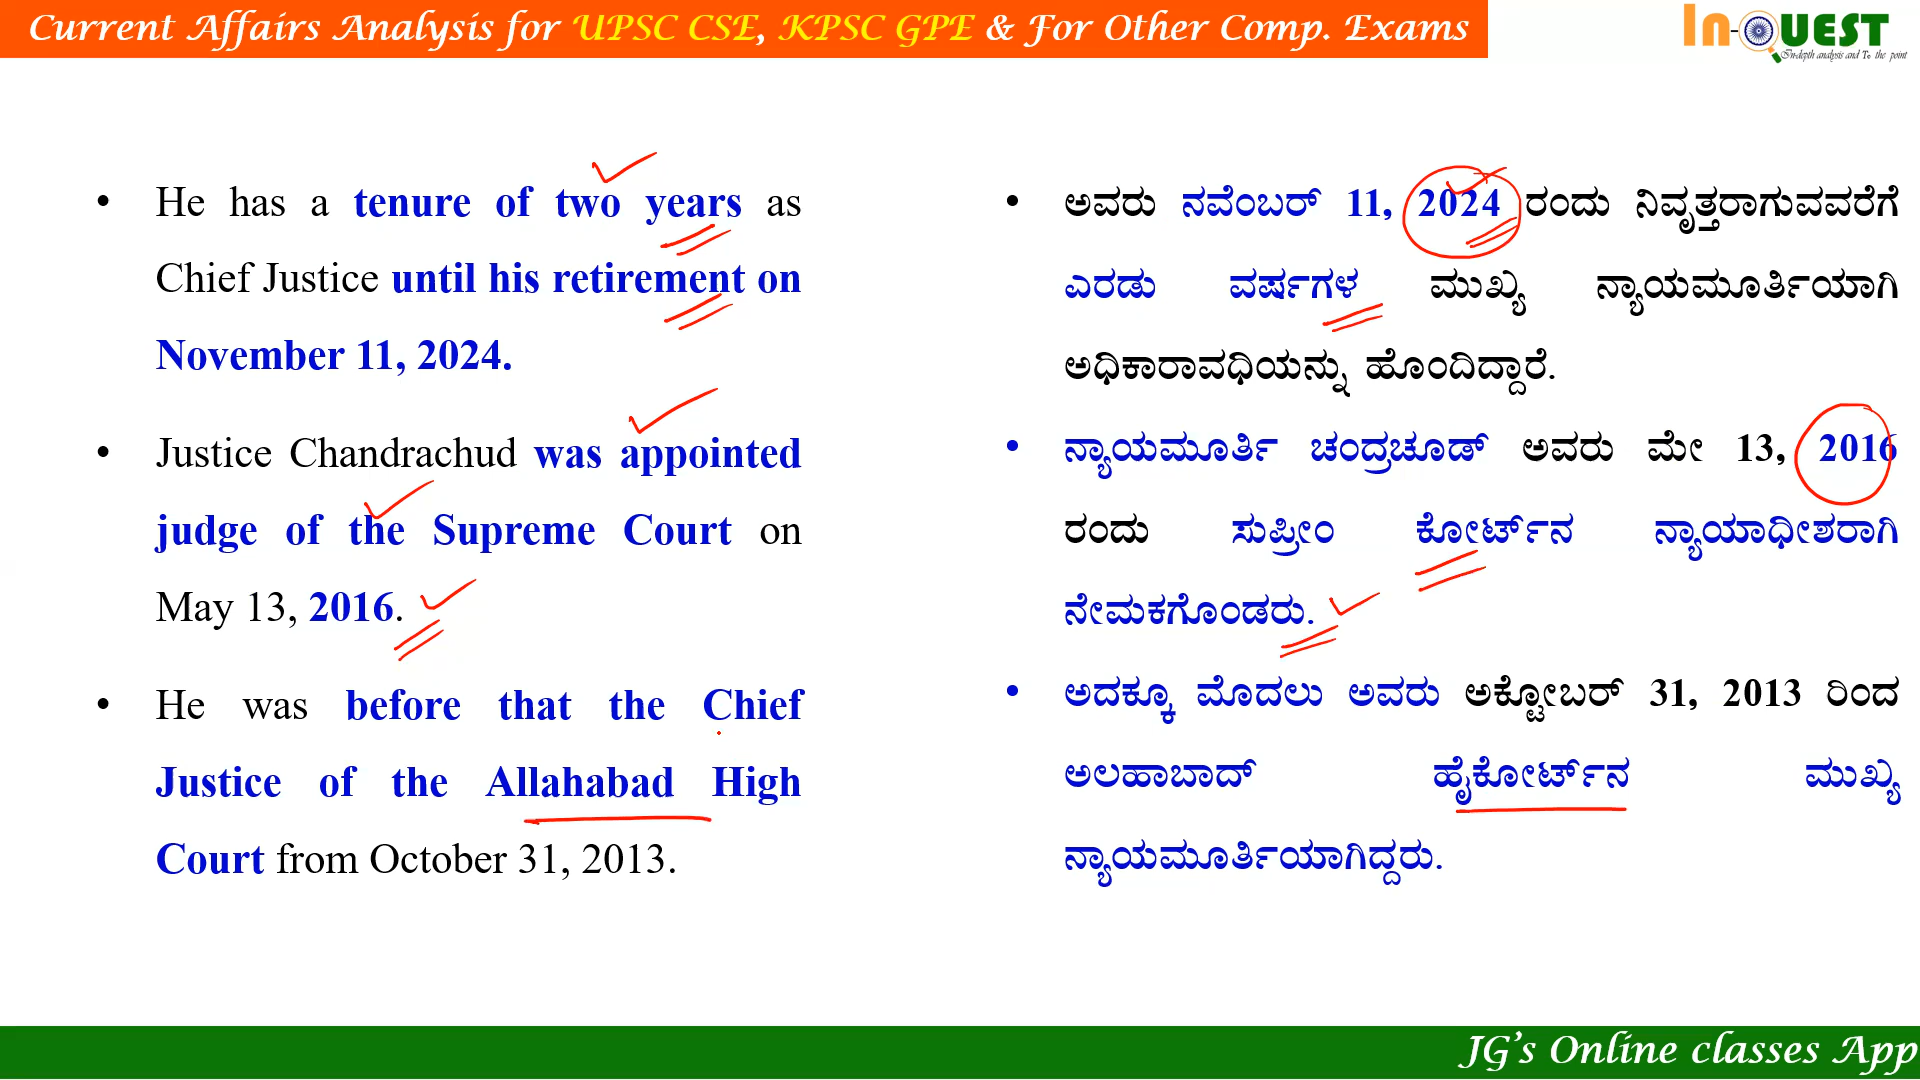 Current Affairs Analysis for UPSC CSE, KPSC GPE & For Other Comp. Exams
In-QUEST
In-depth analysis and To the point
• He has a tenure of two years as
Chief Justice until his retirement on
November 11, 2024.
• Justice Chandrachud was appointed
judge of the Supreme Court on
May 13, 2016.
• He was before that the Chief
Justice of the Allahabad High
Court from October 31, 2013.
• ಅವರು ನವೆಂಬರ್ 11, 2024 ರಂದು ನಿವೃತ್ತರಾಗುವವರೆಗೆ
ಎರಡು ವರ್ಷಗಳ ಮುಖ್ಯ ನ್ಯಾಯಮೂರ್ತಿಯಾಗಿ
ಅಧಿಕಾರಾವಧಿಯನ್ನು ಹೊಂದಿದ್ದಾರೆ.
• ನ್ಯಾಯಮೂರ್ತಿ ಚಂದ್ರಚೂಡ್ ಅವರು ಮೇ 13, 2016
ರಂದು ಸುಪ್ರೀಂ ಕೋರ್ಟ್‌ನ ನ್ಯಾಯಾಧೀಶರಾಗಿ
ನೇಮಕಗೊಂಡರು.
• ಅದಕ್ಕೂ ಮೊದಲು ಅವರು ಅಕ್ಟೋಬರ್ 31, 2013 ರಿಂದ
ಅಲಹಾಬಾದ್ ಹೈಕೋರ್ಟ್‌ನ ಮುಖ್ಯ
ನ್ಯಾಯಮೂರ್ತಿಯಾಗಿದ್ದರು.
JG's Online classes App